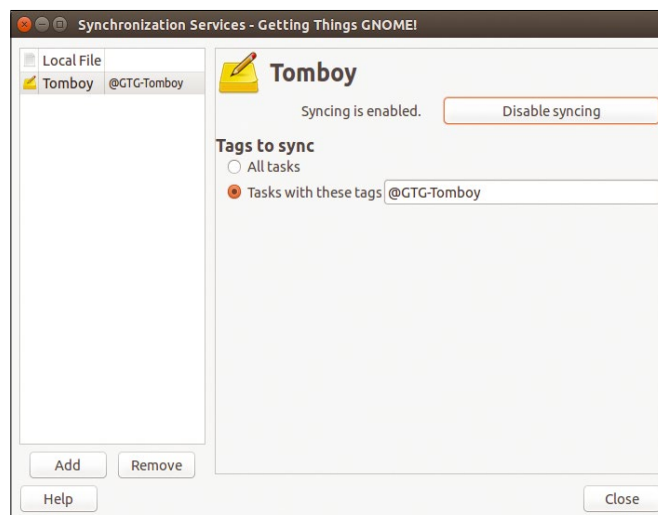 Synchronization Services - Getting Things GNOME!
Local File
Tomboy @GTG-Tomboy
Tomboy
Syncing is enabled. Disable syncing
Tags to sync
All tasks
Tasks with these tags @GTG-Tomboy
Add Remove
Help Close